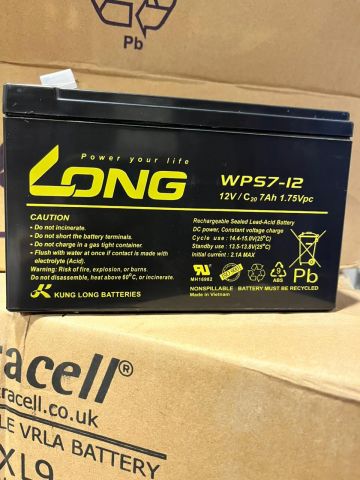 Pb
Power your life
LONG
WPS7-12
12V / C20 7Ah 1.75Vpc
CAUTION
Do not incinerate.
Do not short the battery terminals.
Do not charge in a gas tight container.
Flush with water at once if contact is made with
electrolyte (Acid).
Warning: Risk of fire, explosion, or burns.
Do not disassemble, heat above 60°C, or incinerate.
KUNG LONG BATTERIES
Rechargeable Sealed Lead-Acid Battery
DC power, Constant voltage charge
Cycle use : 14.4-15.0V(25°C)
Standby use : 13.5-13.8V(25°C)
Initial current : 2.1A MAX
MH16982
ABS
Pb
NONSPILLABLE BATTERY MUST BE RECYCLED
Made in Vietnam
racell®
racell.co.uk
LE VRLA BATTERY
XL9